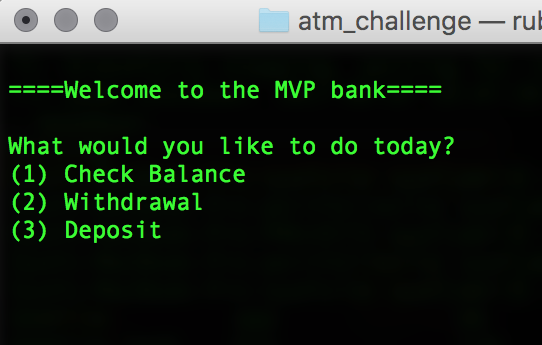 atm_challenge —
====Welcome to the MVP bank====
What would you like to do today?
(1) Check Balance
(2) Withdrawal
(3) Deposit